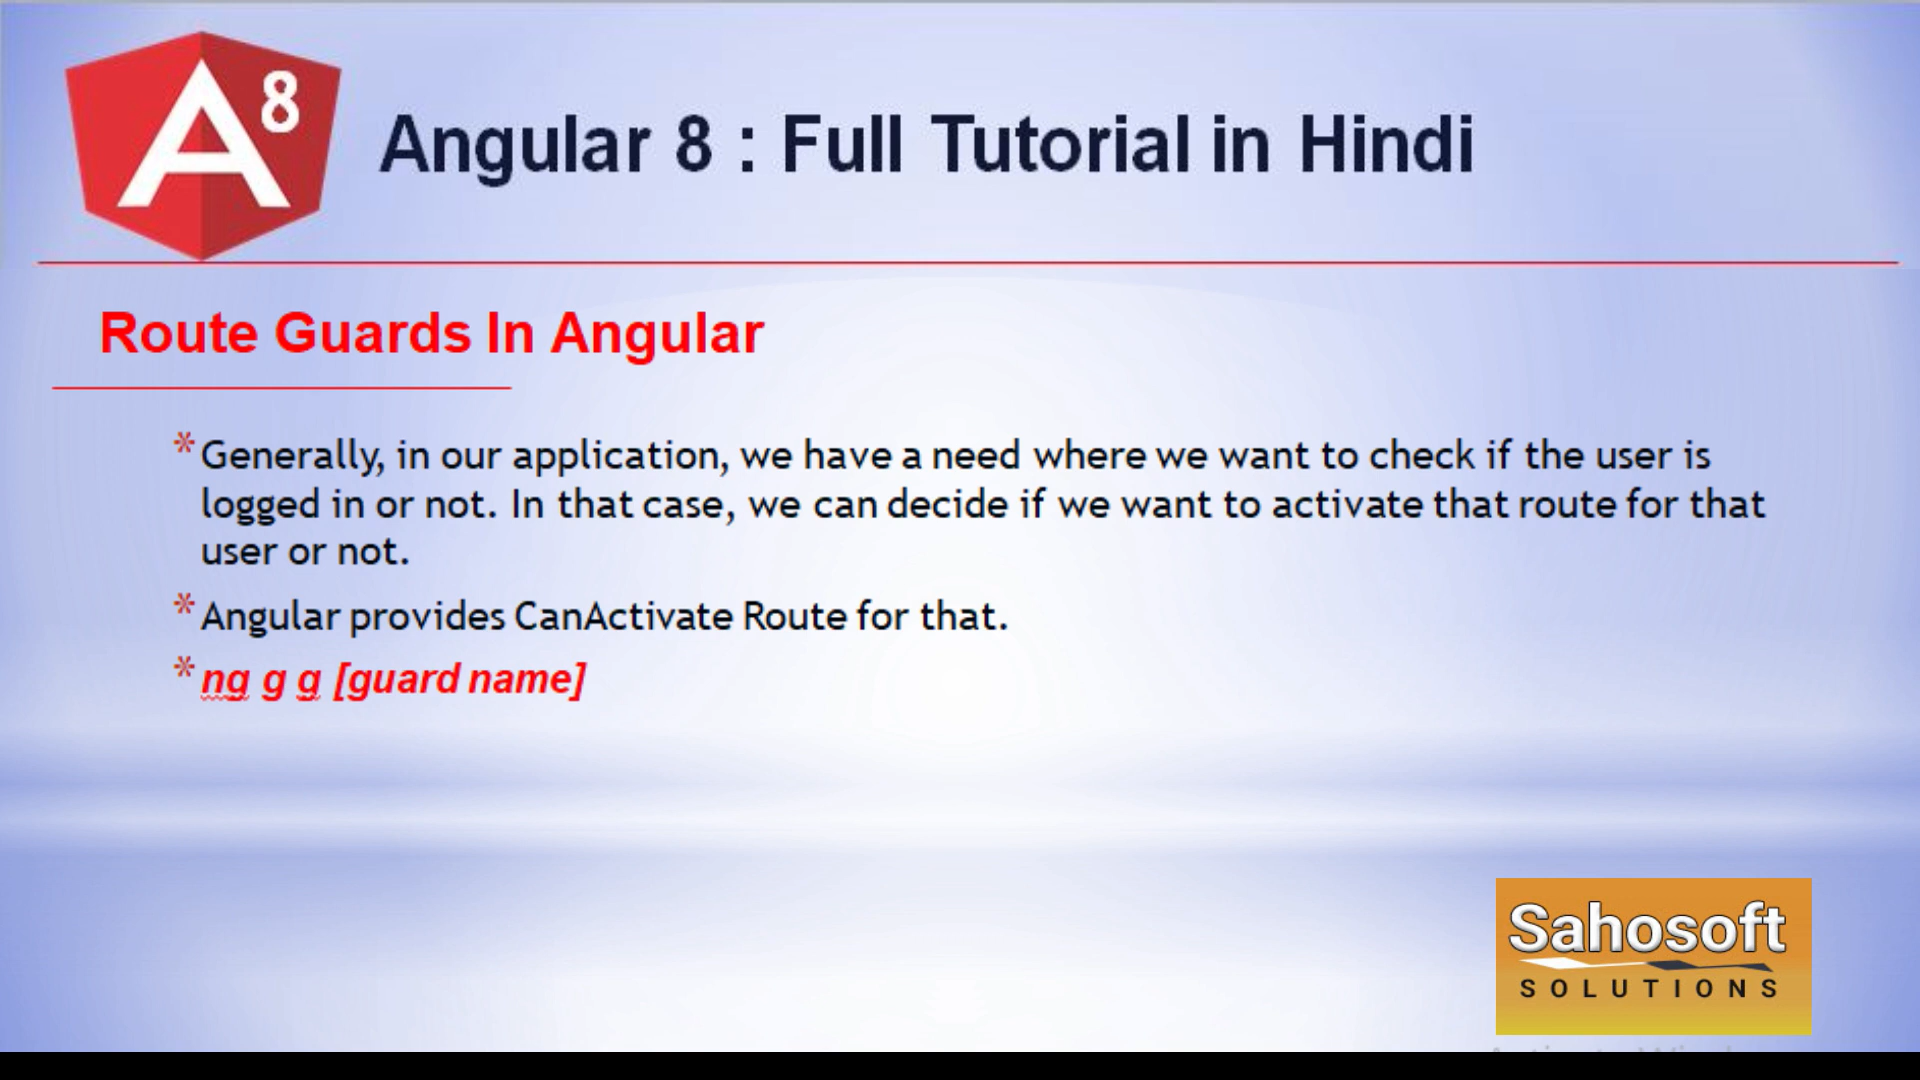 A8
Angular 8 : Full Tutorial in Hindi
Route Guards In Angular
* Generally, in our application, we have a need where we want to check if the user is
logged in or not. In that case, we can decide if we want to activate that route for that
user or not.
* Angular provides CanActivate Route for that.
* ng g g [guard name]
Sahosoft
SOLUTIONS